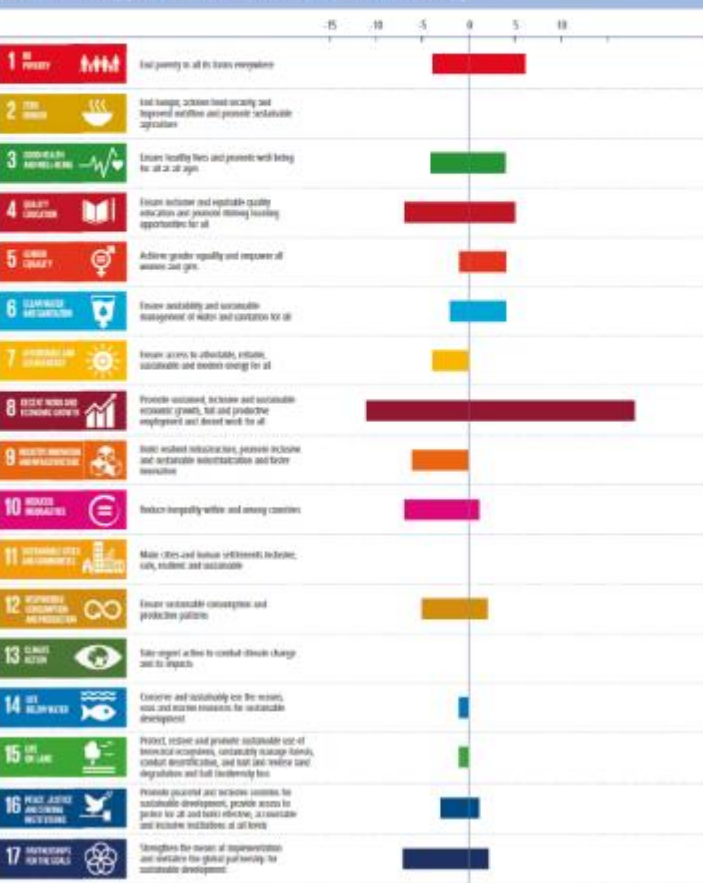 -15 -10 -5 0 5 10
1 NO
POVERTY
End poverty in all its forms everywhere
2 ZERO
HUNGER
End hunger, achieve food security and
improved nutrition and promote sustainable
agriculture
3 GOOD HEALTH
AND WELL-BEING
Ensure healthy lives and promote well-being
for all at all ages
4 QUALITY
EDUCATION
Ensure inclusive and equitable quality
education and promote lifelong learning
opportunities for all
5 GENDER
EQUALITY
Achieve gender equality and empower all
women and girls
6 CLEAN WATER
AND SANITATION
Ensure availability and sustainable
management of water and sanitation for all
7 AFFORDABLE AND
CLEAN ENERGY
Ensure access to affordable, reliable,
sustainable and modern energy for all
8 DECENT WORK AND
ECONOMIC GROWTH
Promote sustained, inclusive and sustainable
economic growth, full and productive
employment and decent work for all
9 INDUSTRY, INNOVATION
AND INFRASTRUCTURE
Build resilient infrastructure, promote inclusive
and sustainable industrialization and foster
innovation
10 REDUCED
INEQUALITIES
Reduce inequality within and among countries
11 SUSTAINABLE CITIES
AND COMMUNITIES
Make cities and human settlements inclusive,
safe, resilient and sustainable
12 RESPONSIBLE
CONSUMPTION
AND PRODUCTION
Ensure sustainable consumption and
production patterns
13 CLIMATE
ACTION
Take urgent action to combat climate change
and its impacts
14 LIFE
BELOW WATER
Conserve and sustainably use the oceans,
seas and marine resources for sustainable
development
15 LIFE
ON LAND
Protect, restore and promote sustainable use of
terrestrial ecosystems, sustainably manage forests,
combat desertification, and halt and reverse land
degradation and halt biodiversity loss
16 PEACE, JUSTICE
AND STRONG
INSTITUTIONS
Promote peaceful and inclusive societies for
sustainable development, provide access to
justice for all and build effective, accountable
and inclusive institutions at all levels
17 PARTNERSHIPS
FOR THE GOALS
Strengthen the means of implementation
and revitalize the global partnership for
sustainable development